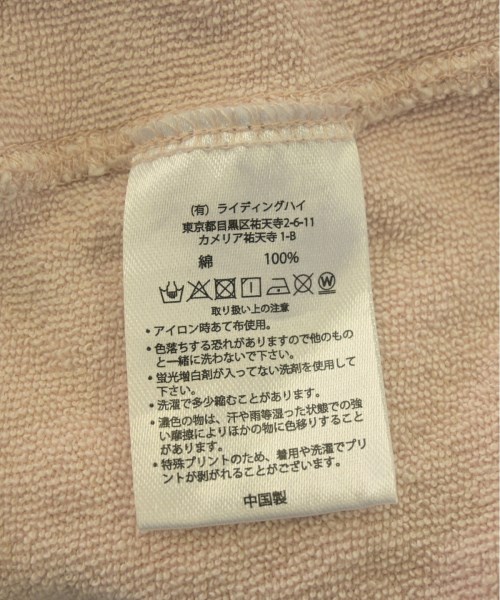 (有) ライディングハイ
東京都目黒区祐天寺2-6-11
カメリア祐天寺 1-B
綿 100%
取り扱い上の注意
・アイロン時あて布使用。
・色落ちする恐れがありますので他のもの
と一緒に洗わないで下さい。
・蛍光増白剤が入ってない洗剤を使用して
下さい。
・洗濯で多少縮むことがあります。
・濃色の物は、汗や雨等湿った状態での強
い摩擦によりほかの物に色移りすること
があります。
・特殊プリントのため、着用や洗濯でプリ
ントが剥がれることがございます。
中国製